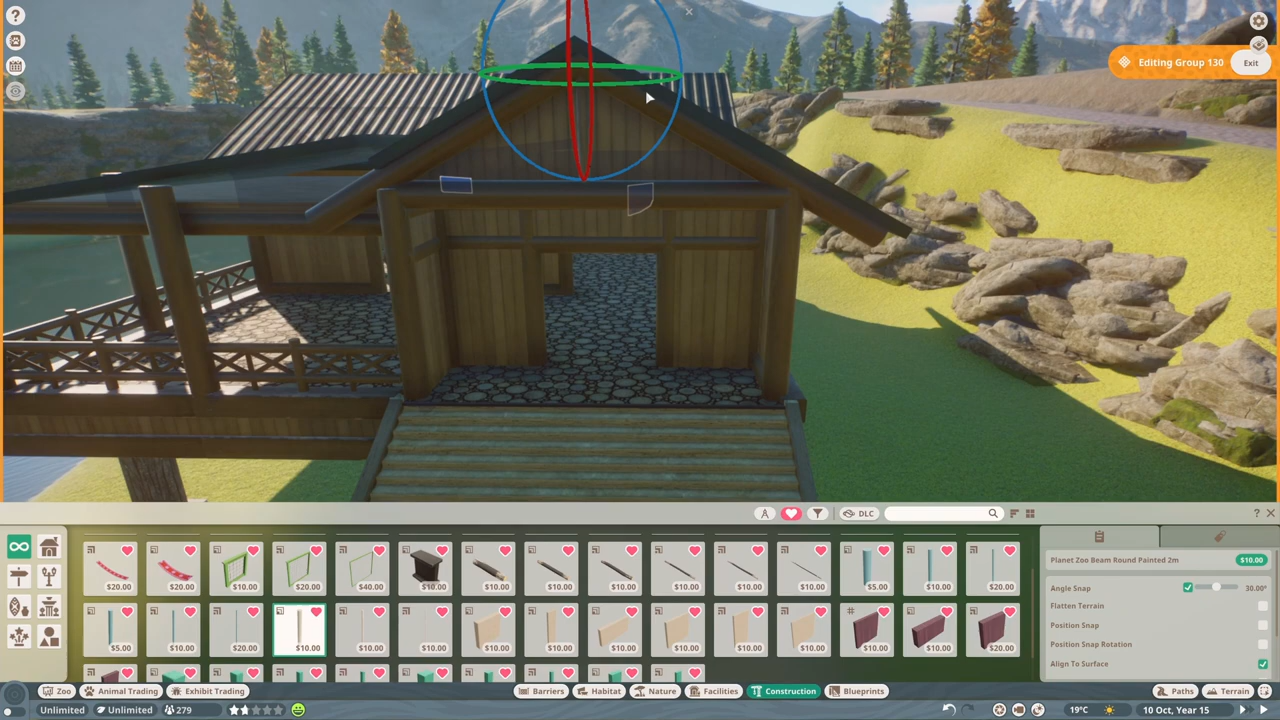 ?
Editing Group 130
Exit
DLC
?
$20.00
$20.00
$10.00
$20.00
$40.00
$10.00
$10.00
$10.00
$10.00
$10.00
$10.00
$10.00
$5.00
$10.00
$20.00
$5.00
$10.00
$20.00
$10.00
$10.00
$10.00
$10.00
$10.00
$10.00
$10.00
$10.00
$10.00
$10.00
$10.00
$20.00
Planet Zoo Beam Round Painted 2m
$10.00
Angle Snap
30.00°
Flatten Terrain
Position Snap
Position Snap Rotation
Align To Surface
Zoo
Animal Trading
Exhibit Trading
Barriers
Habitat
Nature
Facilities
Construction
Blueprints
Paths
Terrain
Unlimited
Unlimited
279
19°C
10 Oct, Year 15